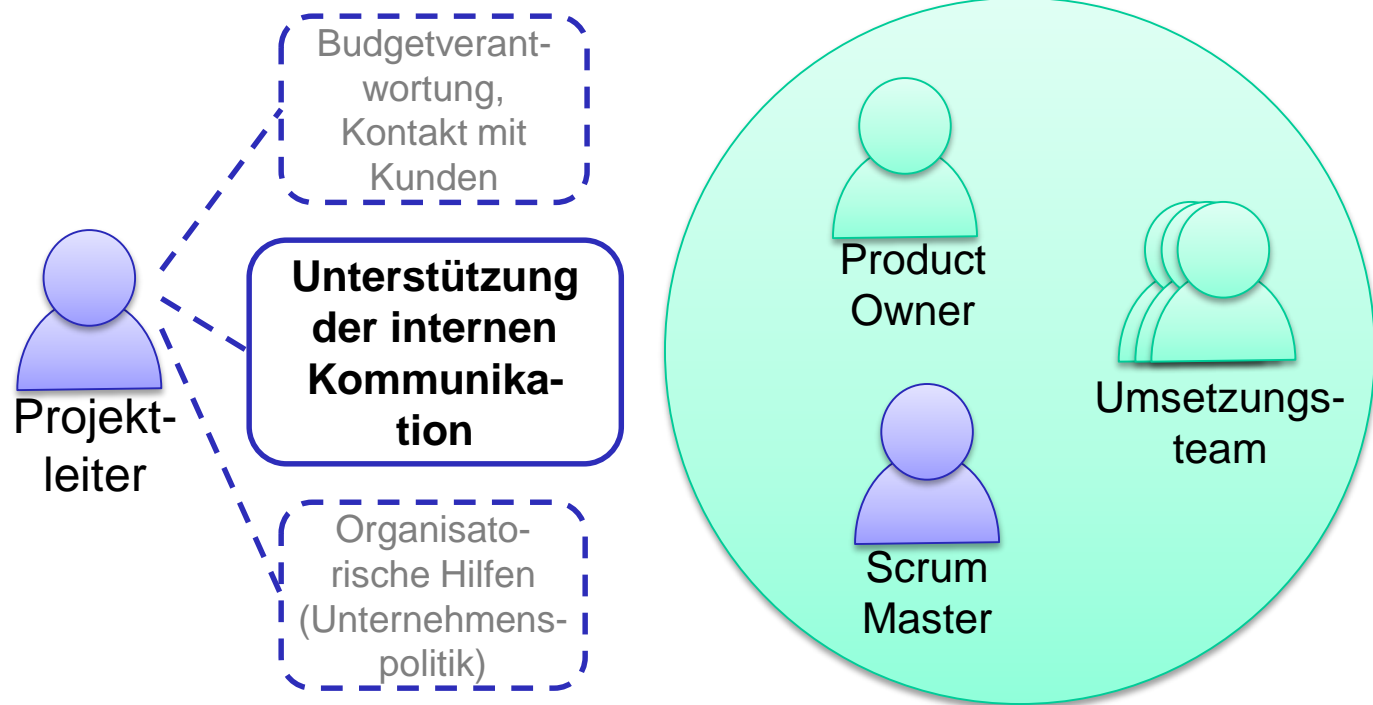 Budgetverant-
wortung,
Kontakt mit
Kunden
Projekt-
leiter
Unterstützung
der internen
Kommunika-
tion
Organisato-
rische Hilfen
(Unternehmens-
politik)
Product
Owner
Umsetzungs-
team
Scrum
Master